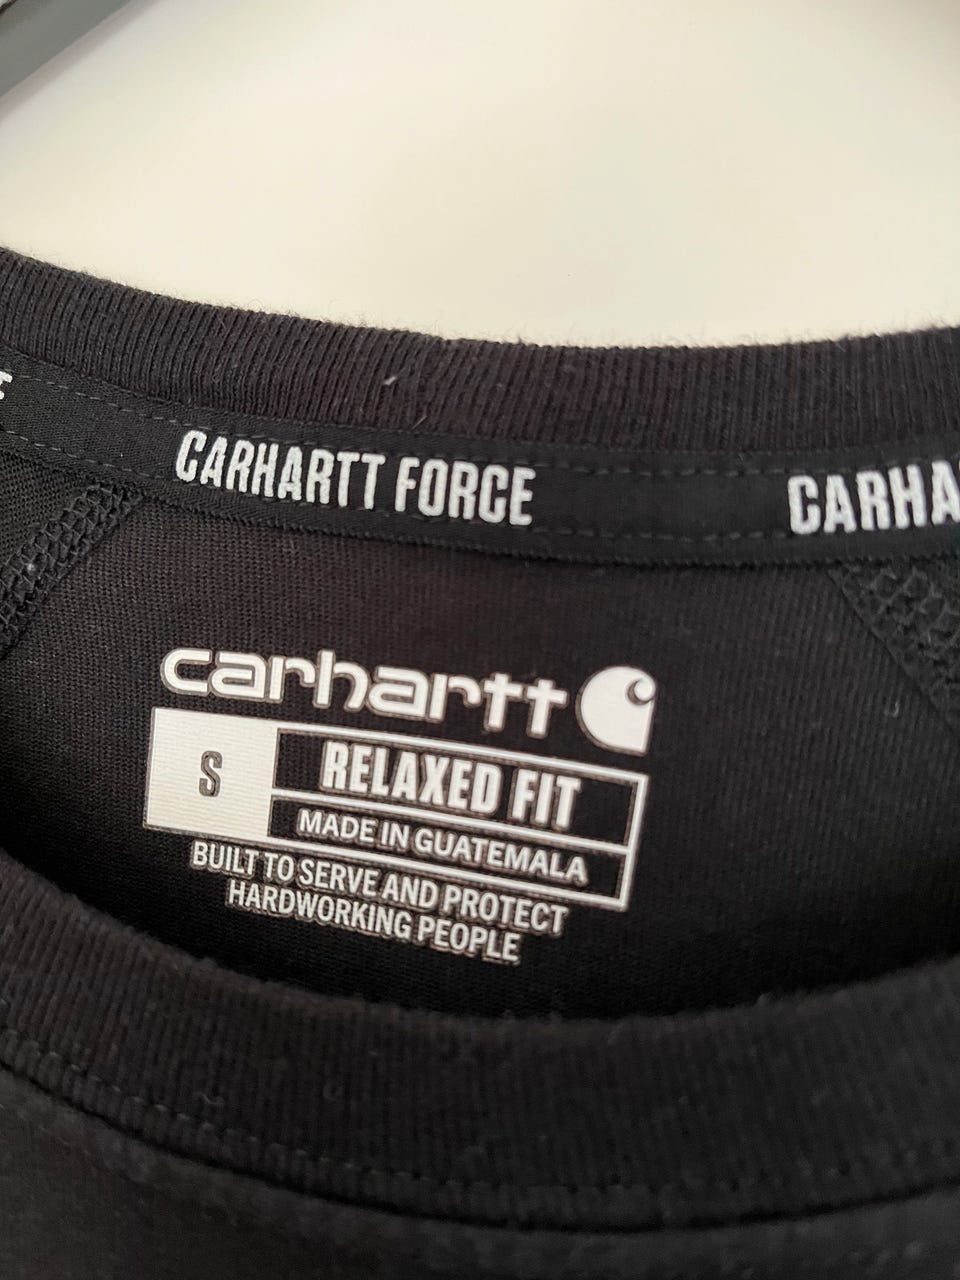 CARHARTT FORCE CARHA
carhartt
S RELAXED FIT
MADE IN GUATEMALA
BUILT TO SERVE AND PROTECT
HARDWORKING PEOPLE